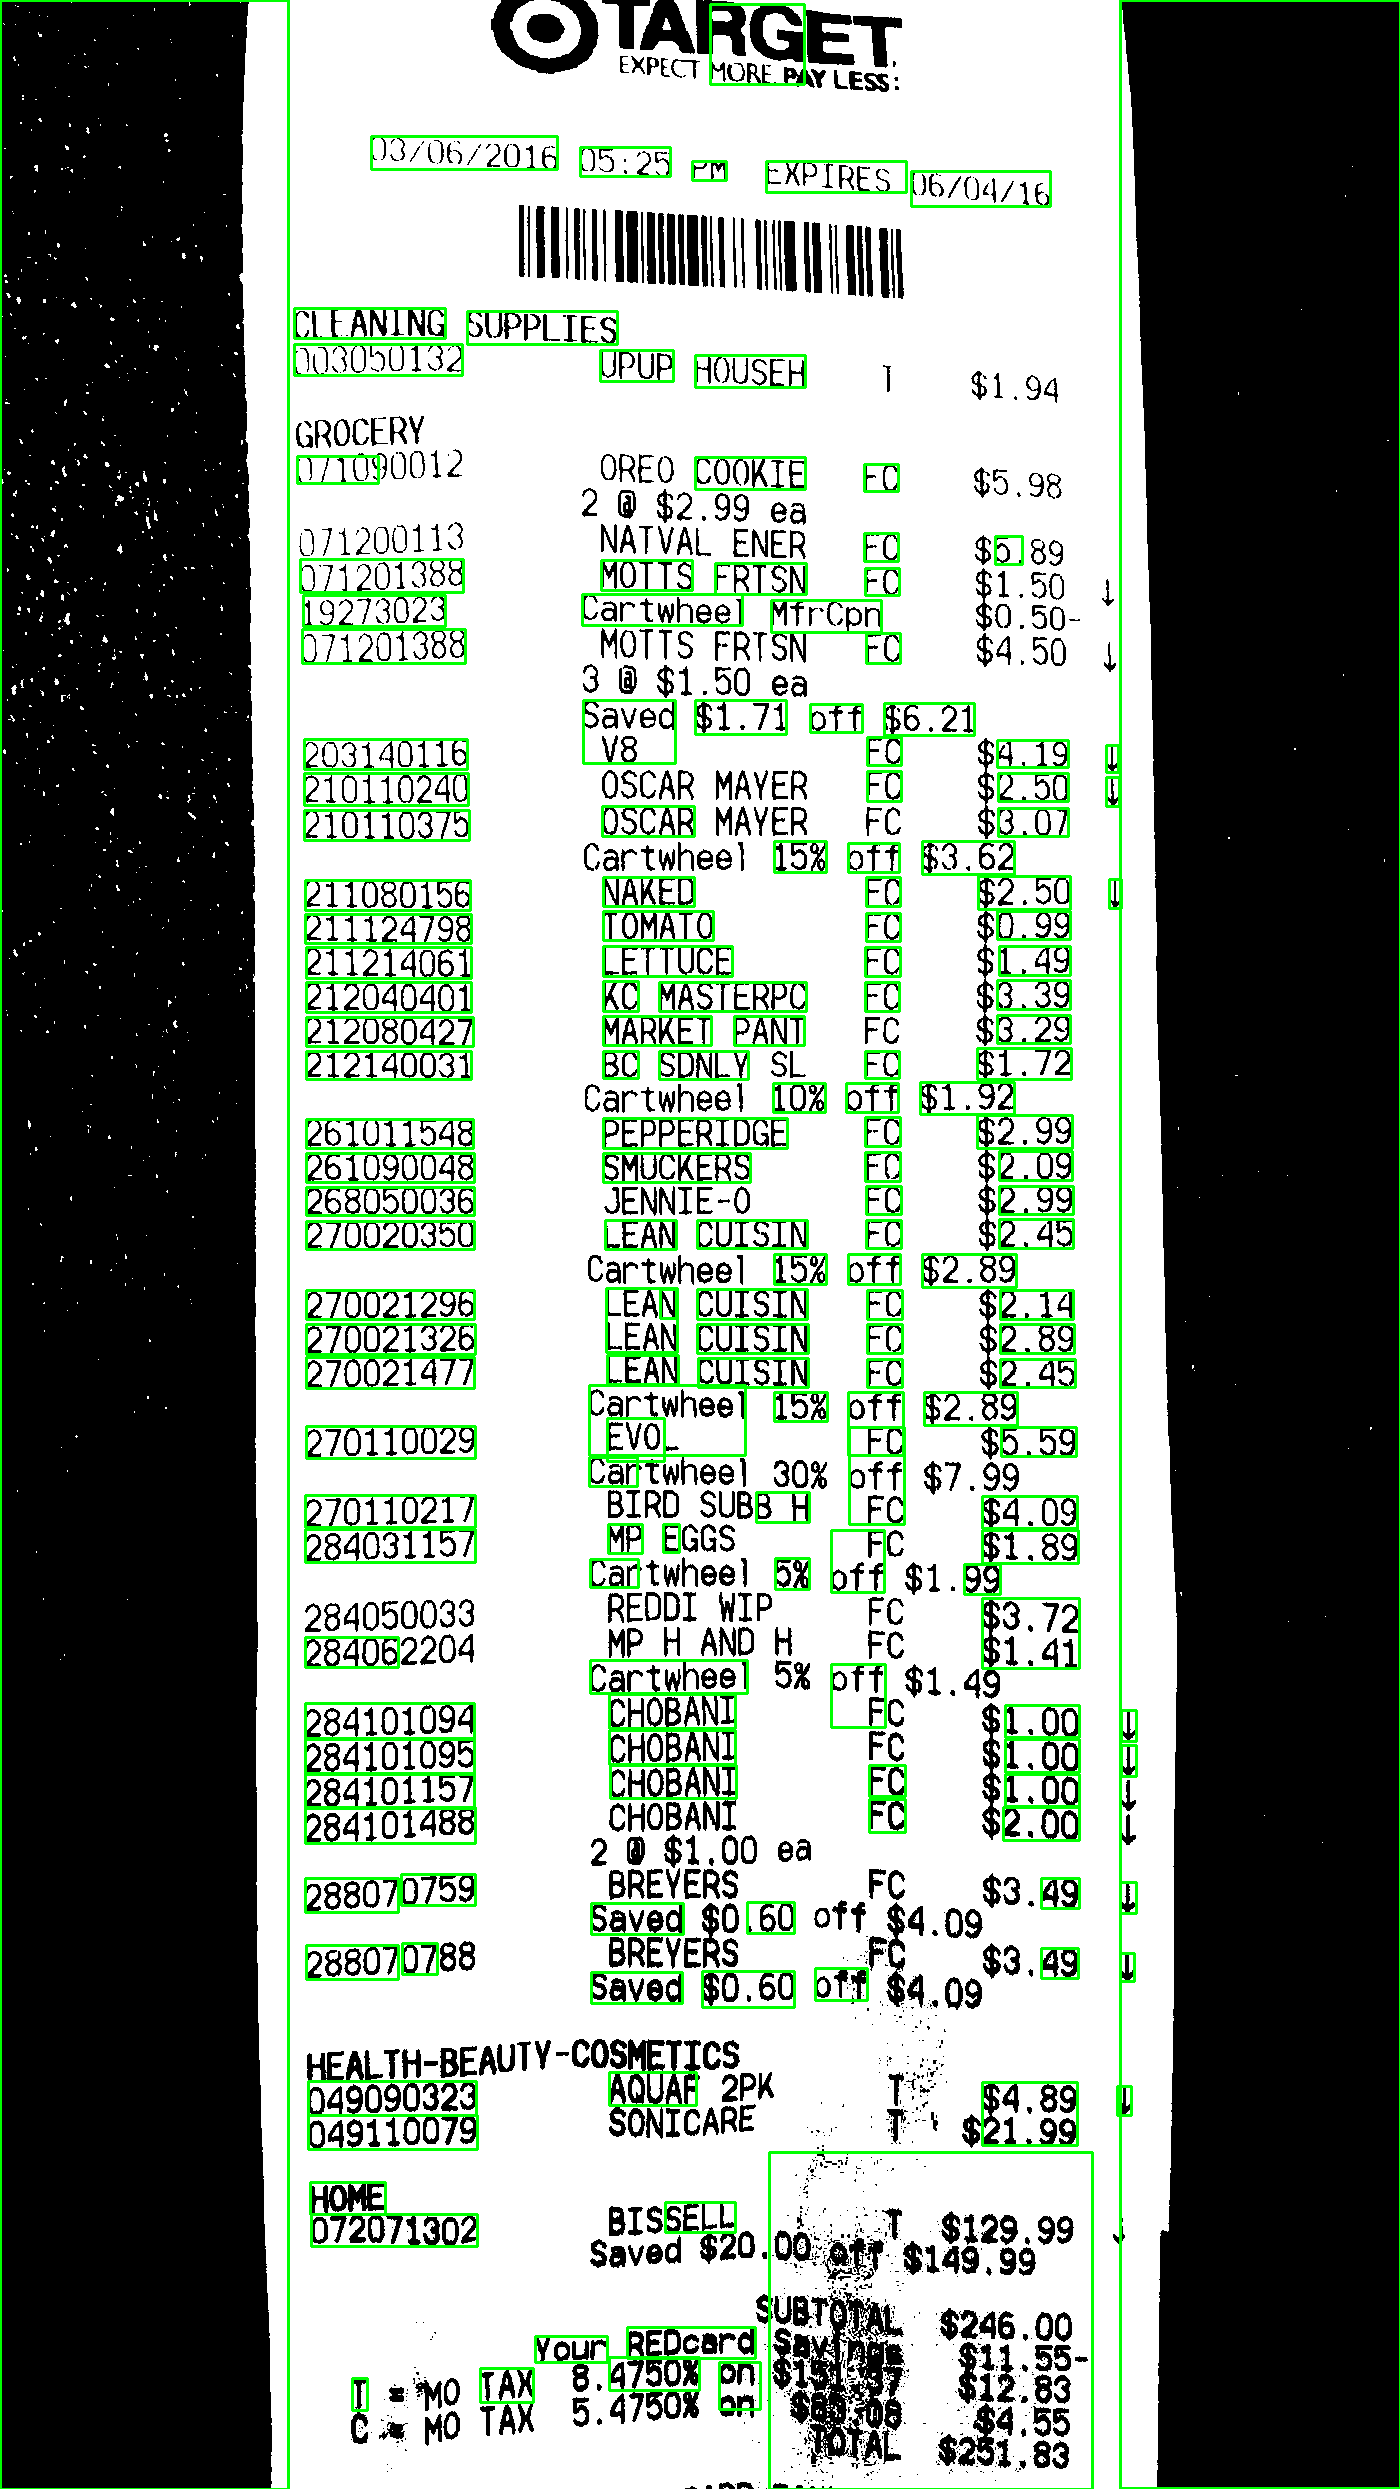 TARGET
EXPECT MORE. PAY LESS.
03/06/2016 05:25 PM EXPIRES 06/04/16
CLEANING SUPPLIES
003050132 UPUP HOUSEH T $1.94
GROCERY
071090012 OREO COOKIE FC $5.98
2 @ $2.99 ea
071200113 NATVAL ENER FC $5.89
071201388 MOTTS FRTSN FC $1.50 ↓
19273023 Cartwheel MfrCpn $0.50-
071201388 MOTTS FRTSN FC $4.50 ↓
3 @ $1.50 ea
Saved $1.71 off $6.21
203140116 V8 FC $4.19 ↓
210110240 OSCAR MAYER FC $2.50 ↓
210110375 OSCAR MAYER FC $3.07
Cartwheel 15% off $3.62
211080156 NAKED FC $2.50 ↓
211124798 TOMATO FC $0.99
211214061 LETTUCE FC $1.49
212040401 KC MASTERPC FC $3.39
212080427 MARKET PANT FC $3.29
212140031 BC SDNLY SL FC $1.72
Cartwheel 10% off $1.92
261011548 PEPPERIDGE FC $2.99
261090048 SMUCKERS FC $2.09
268050036 JENNIE-O FC $2.99
270020350 LEAN CUISIN FC $2.45
Cartwheel 15% off $2.89
270021296 LEAN CUISIN FC $2.14
270021326 LEAN CUISIN FC $2.89
270021477 LEAN CUISIN FC $2.45
Cartwheel 15% off $2.89
270110029 EVOL FC $5.59
Cartwheel 30% off $7.99
270110217 BIRD SUBB H FC $4.09
284031157 MP EGGS FC $1.89
Cartwheel 5% off $1.99
284050033 REDDI WIP FC $3.72
284062204 MP H AND H FC $1.41
Cartwheel 5% off $1.49
284101094 CHOBANI FC $1.00 ↓
284101095 CHOBANI FC $1.00 ↓
284101157 CHOBANI FC $1.00 ↓
284101488 CHOBANI FC $2.00 ↓
2 @ $1.00 ea
288070759 BREYERS FC $3.49 ↓
Saved $0.60 off $4.09
288070788 BREYERS FC $3.49 ↓
Saved $0.60 off $4.09
HEALTH-BEAUTY-COSMETICS
049090323 AQUAF 2PK T $4.89 ↓
049110079 SONICARE T $21.99
HOME
072071302 BISSELL T $129.99 ↓
Saved $20.00 off $149.99
SUBTOTAL $246.00
Your REDcard Savings $11.55-
T = MO TAX 8.4750% on $151.37 $12.83
C = MO TAX 5.4750% on $83.08 $4.55
TOTAL $251.83